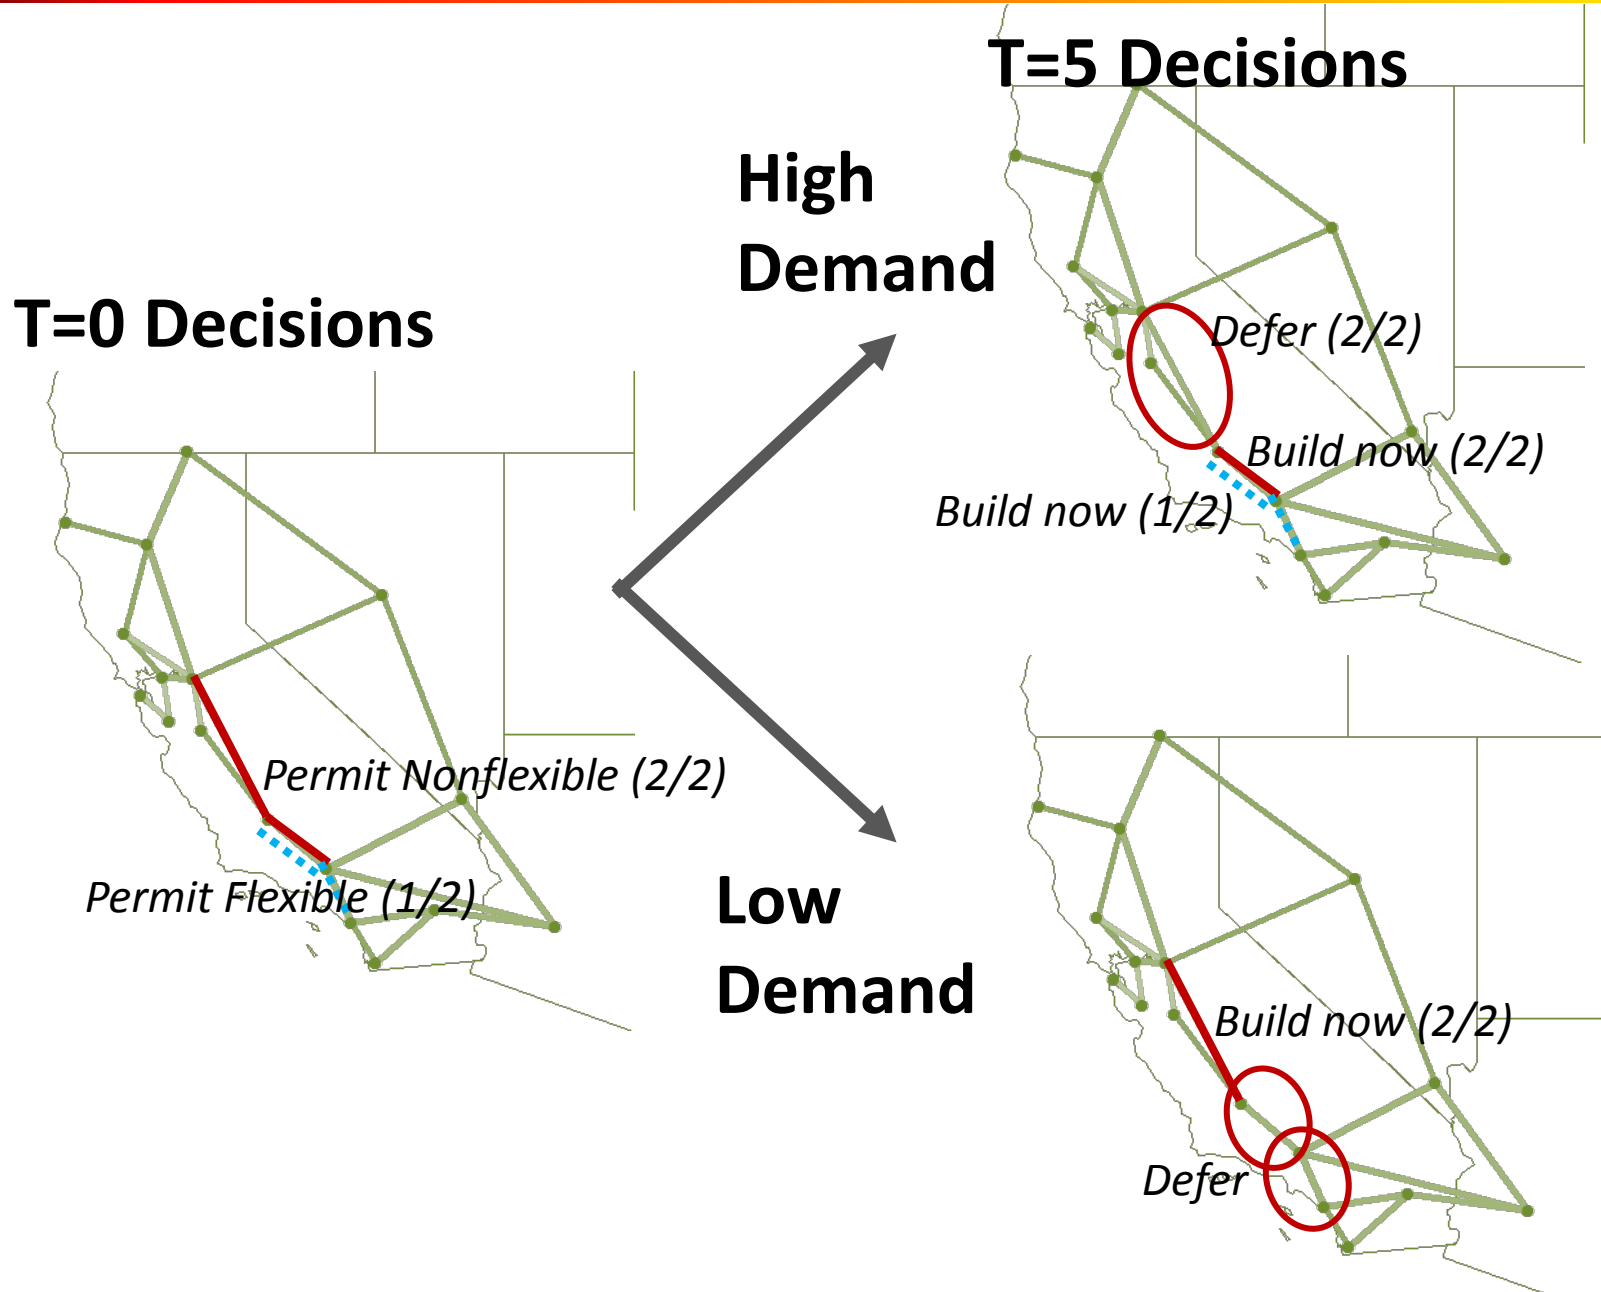 T=0 Decisions
Permit Nonflexible (2/2)
Permit Flexible (1/2)
High
Demand
T=5 Decisions
Defer (2/2)
Build now (2/2)
Build now (1/2)
Low
Demand
Build now (2/2)
Defer